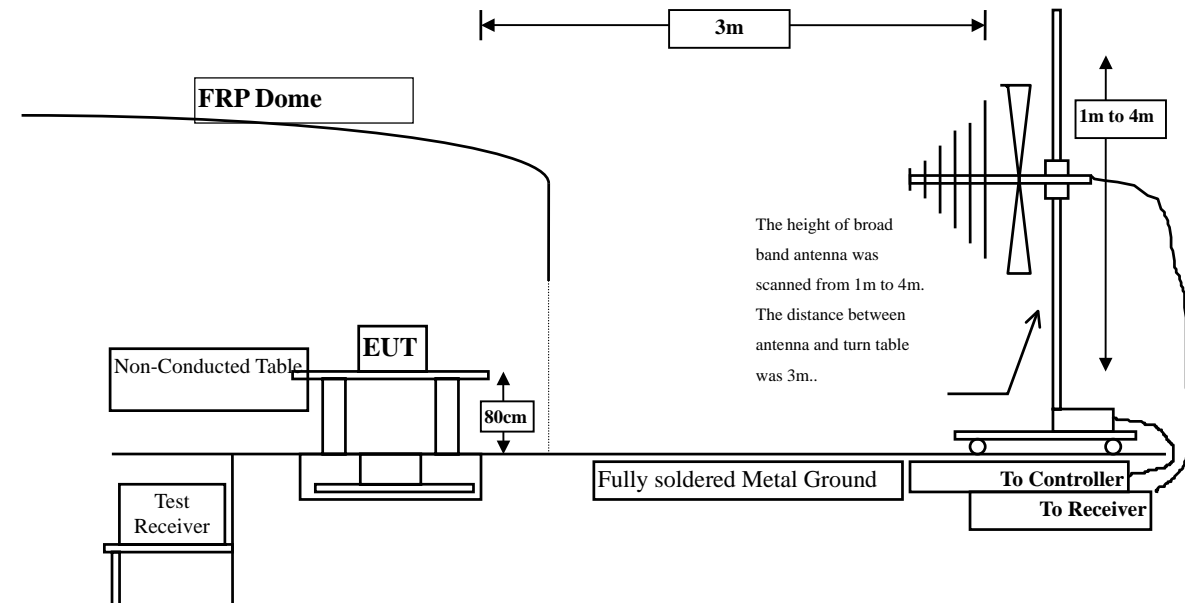 3m
FRP Dome
1m to 4m
The height of broad
band antenna was
scanned from 1m to 4m.
The distance between
antenna and turn table
was 3m..
EUT
Non-Conducted Table
80cm
Fully soldered Metal Ground
To Controller
To Receiver
Test
Receiver